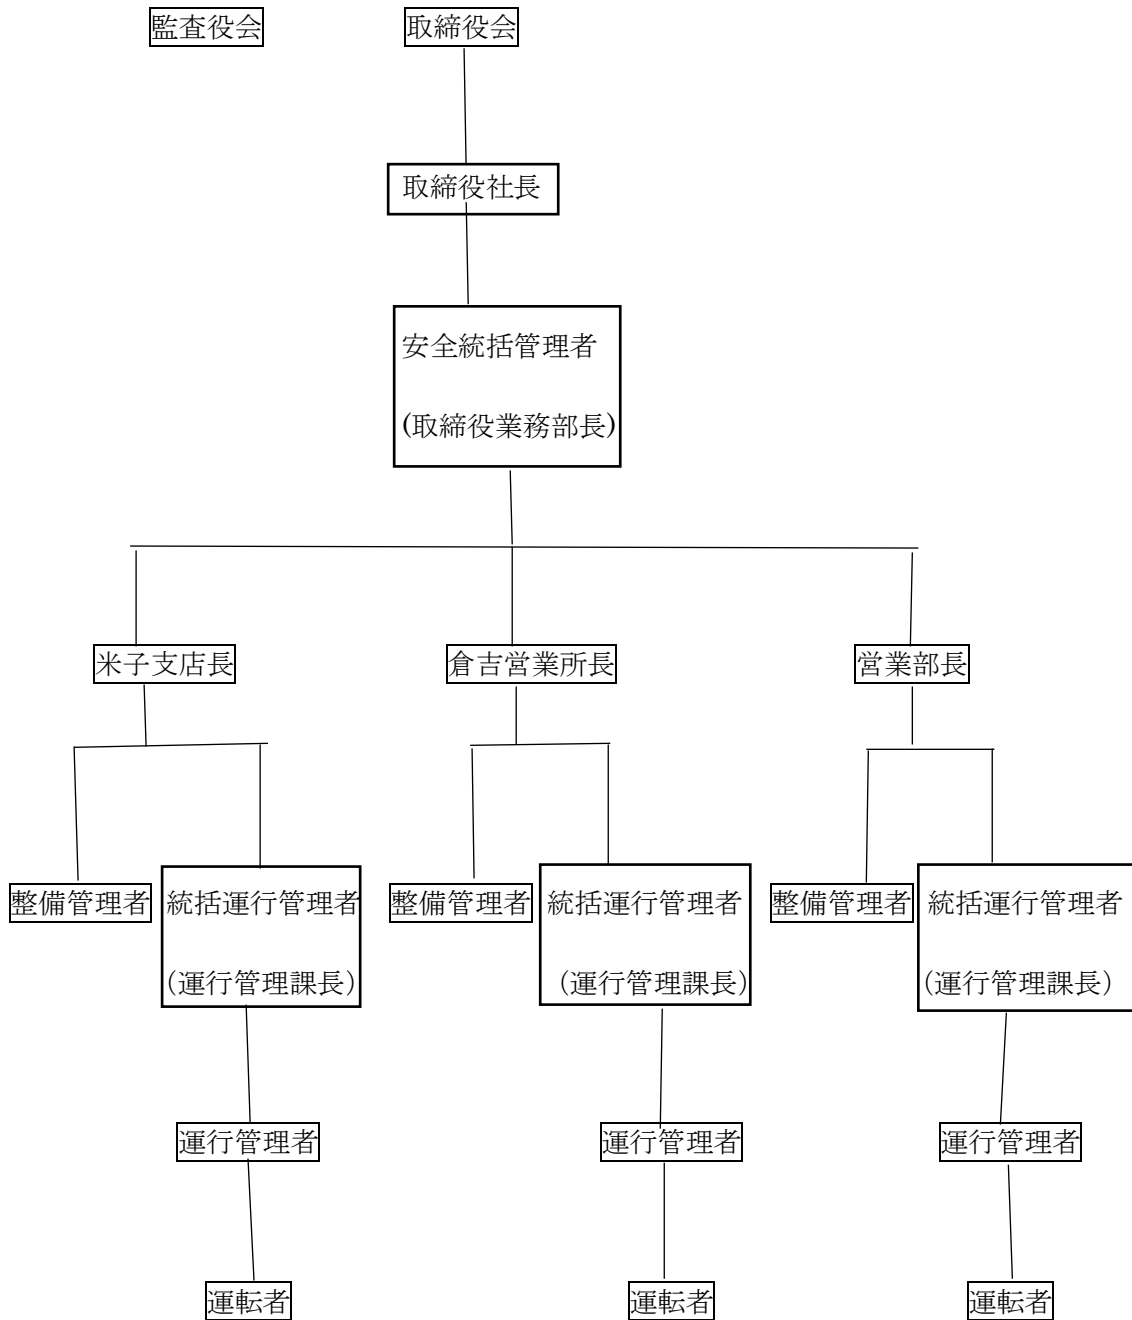 監査役会
取締役会
取締役社長
安全統括管理者
(取締役業務部長)
米子支店長
倉吉営業所長
営業部長
整備管理者
統括運行管理者
(運行管理課長)
整備管理者
統括運行管理者
(運行管理課長)
整備管理者
統括運行管理者
(運行管理課長)
運行管理者
運行管理者
運行管理者
運転者
運転者
運転者